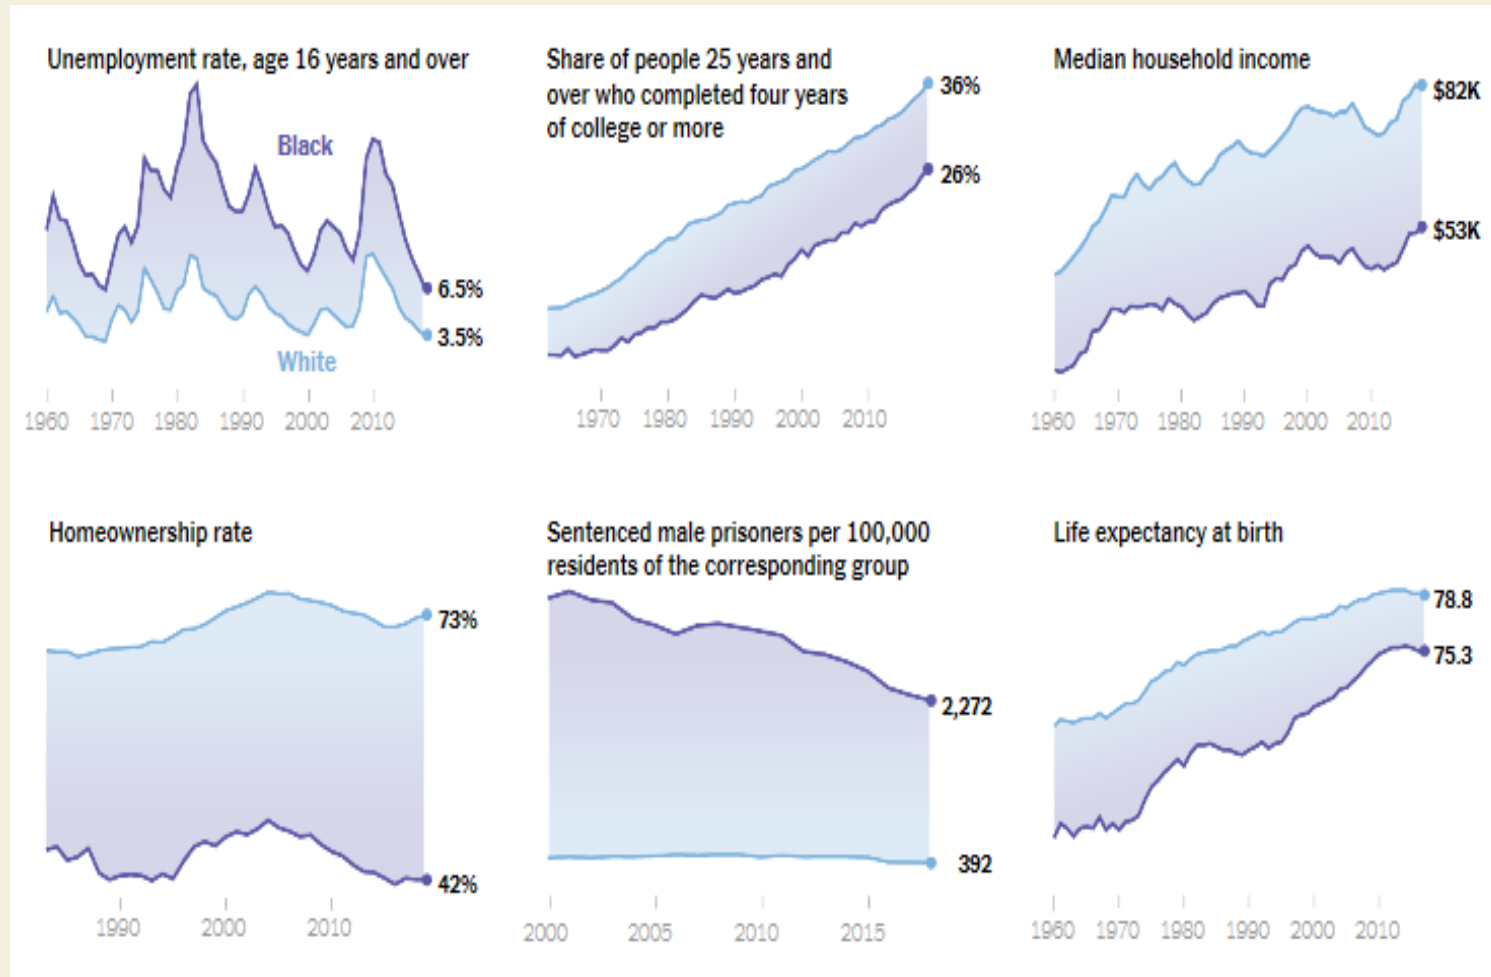 Unemployment rate, age 16 years and over
Black
6.5%
3.5%
White
1960 1970 1980 1990 2000 2010
Share of people 25 years and
over who completed four years
of college or more
36%
26%
1970 1980 1990 2000 2010
Median household income
$82K
$53K
1960 1970 1980 1990 2000 2010
Homeownership rate
73%
42%
1990 2000 2010
Sentenced male prisoners per 100,000
residents of the corresponding group
2,272
392
2000 2005 2010 2015
Life expectancy at birth
78.8
75.3
1960 1970 1980 1990 2000 2010